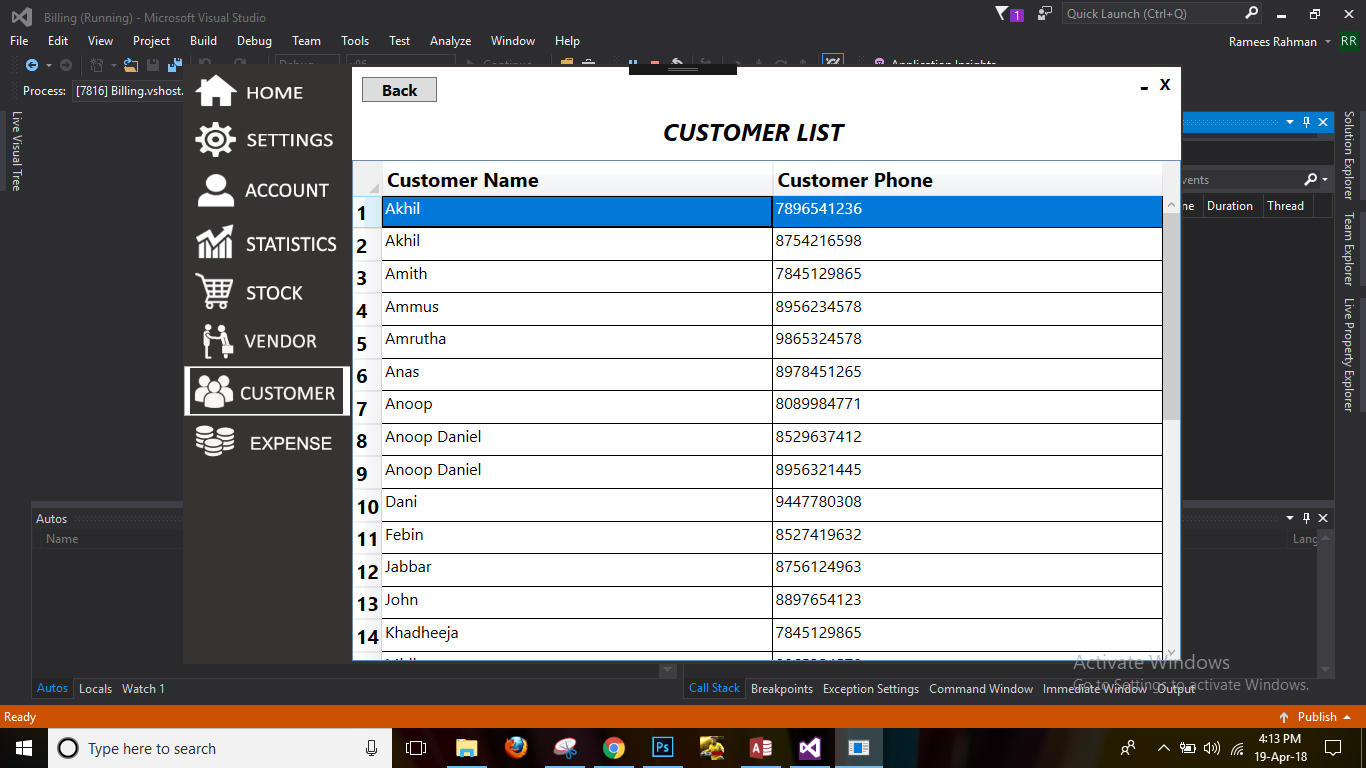 Billing (Running) - Microsoft Visual Studio
1
Quick Launch (Ctrl+Q)
File Edit View Project Build Debug Team Tools Test Analyze Window Help
Ramees Rahman RR
Debug x86 Continue Application Insights
Process: [7816] Billing.vshost.
Live Visual Tree
HOME
SETTINGS
ACCOUNT
STATISTICS
STOCK
VENDOR
CUSTOMER
EXPENSE
Back
- X
CUSTOMER LIST
Customer Name Customer Phone
1 Akhil 7896541236
2 Akhil 8754216598
3 Amith 7845129865
4 Ammus 8956234578
5 Amrutha 9865324578
6 Anas 8978451265
7 Anoop 8089984771
8 Anoop Daniel 8529637412
9 Anoop Daniel 8956321445
10 Dani 9447780308
11 Febin 8527419632
12 Jabbar 8756124963
13 John 8897654123
14 Khadheeja 7845129865
vents
ne Duration Thread
Solution Explorer
Team Explorer
Live Property Explorer
Autos
Name
Lang
Activate Windows
Go to Settings to activate Windows.
Autos Locals Watch 1
Call Stack Breakpoints Exception Settings Command Window Immediate Window Output
Ready
Publish
Type here to search
4:13 PM
19-Apr-18